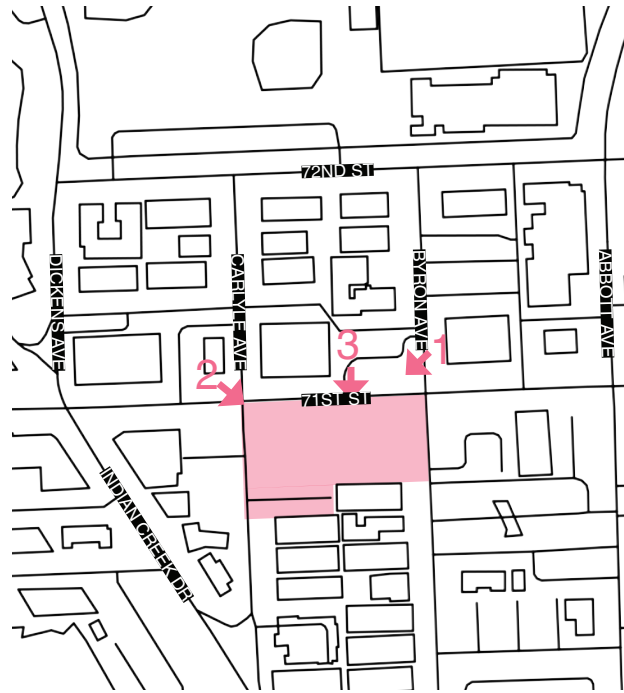 72ND ST
DICKENS AVE
CARLYLE AVE
BYRON AVE
ABBOTT AVE
3
1
2
71ST ST
INDIAN CREEK DR